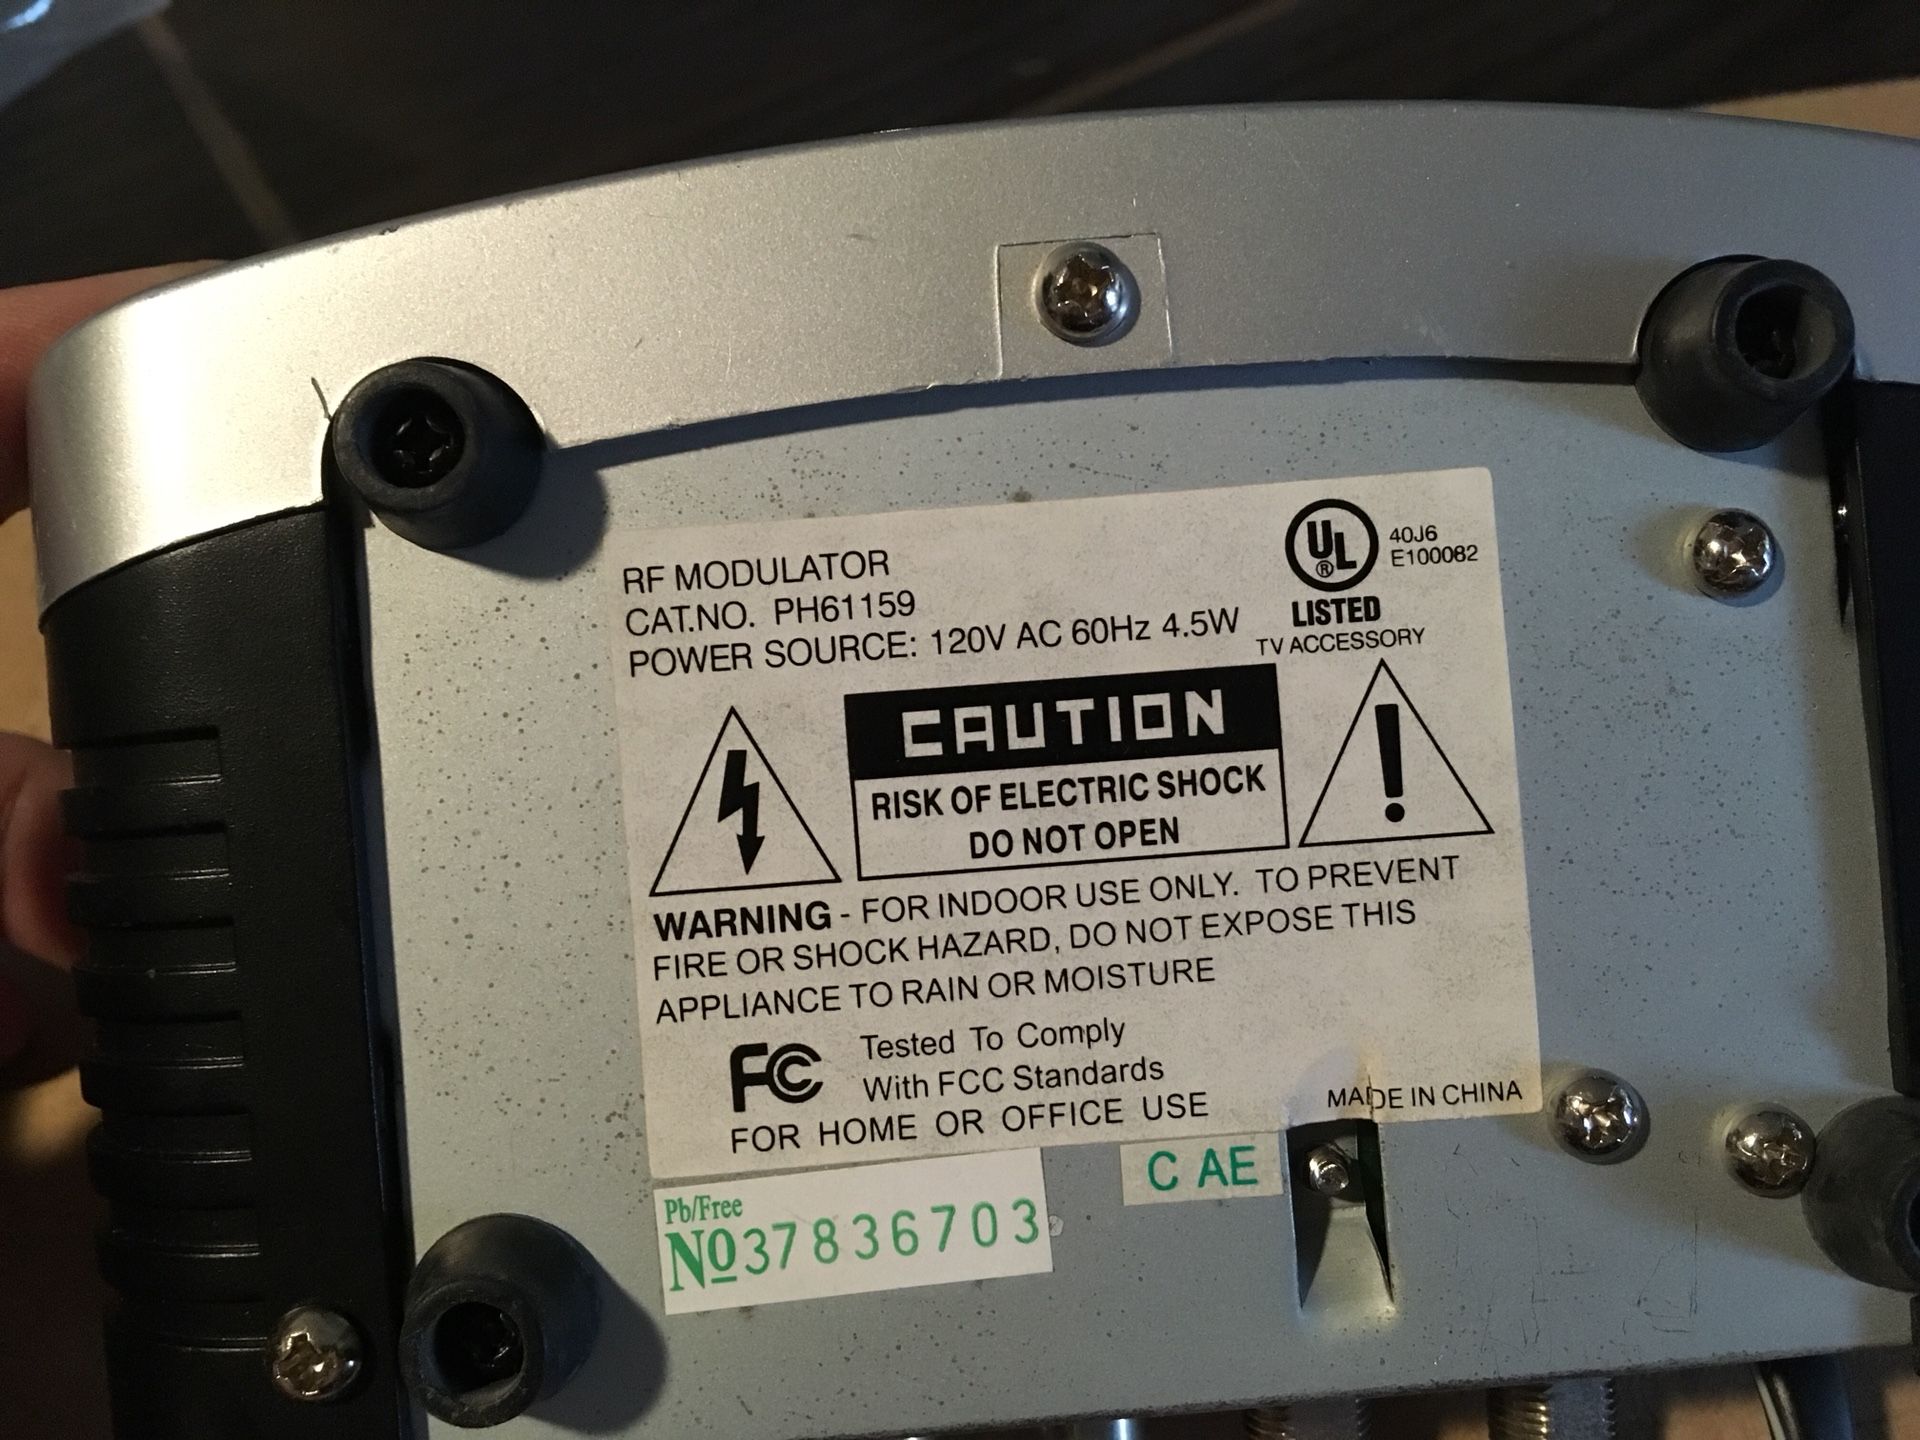 RF MODULATOR
CAT.NO. PH61159
POWER SOURCE: 120V AC 60Hz 4.5W
UL
®
40J6
E100082
LISTED
TV ACCESSORY
CAUTION
RISK OF ELECTRIC SHOCK
DO NOT OPEN
WARNING - FOR INDOOR USE ONLY. TO PREVENT
FIRE OR SHOCK HAZARD, DO NOT EXPOSE THIS
APPLIANCE TO RAIN OR MOISTURE
FC Tested To Comply
With FCC Standards
FOR HOME OR OFFICE USE
MADE IN CHINA
Pb/Free
No 37836703
C AE